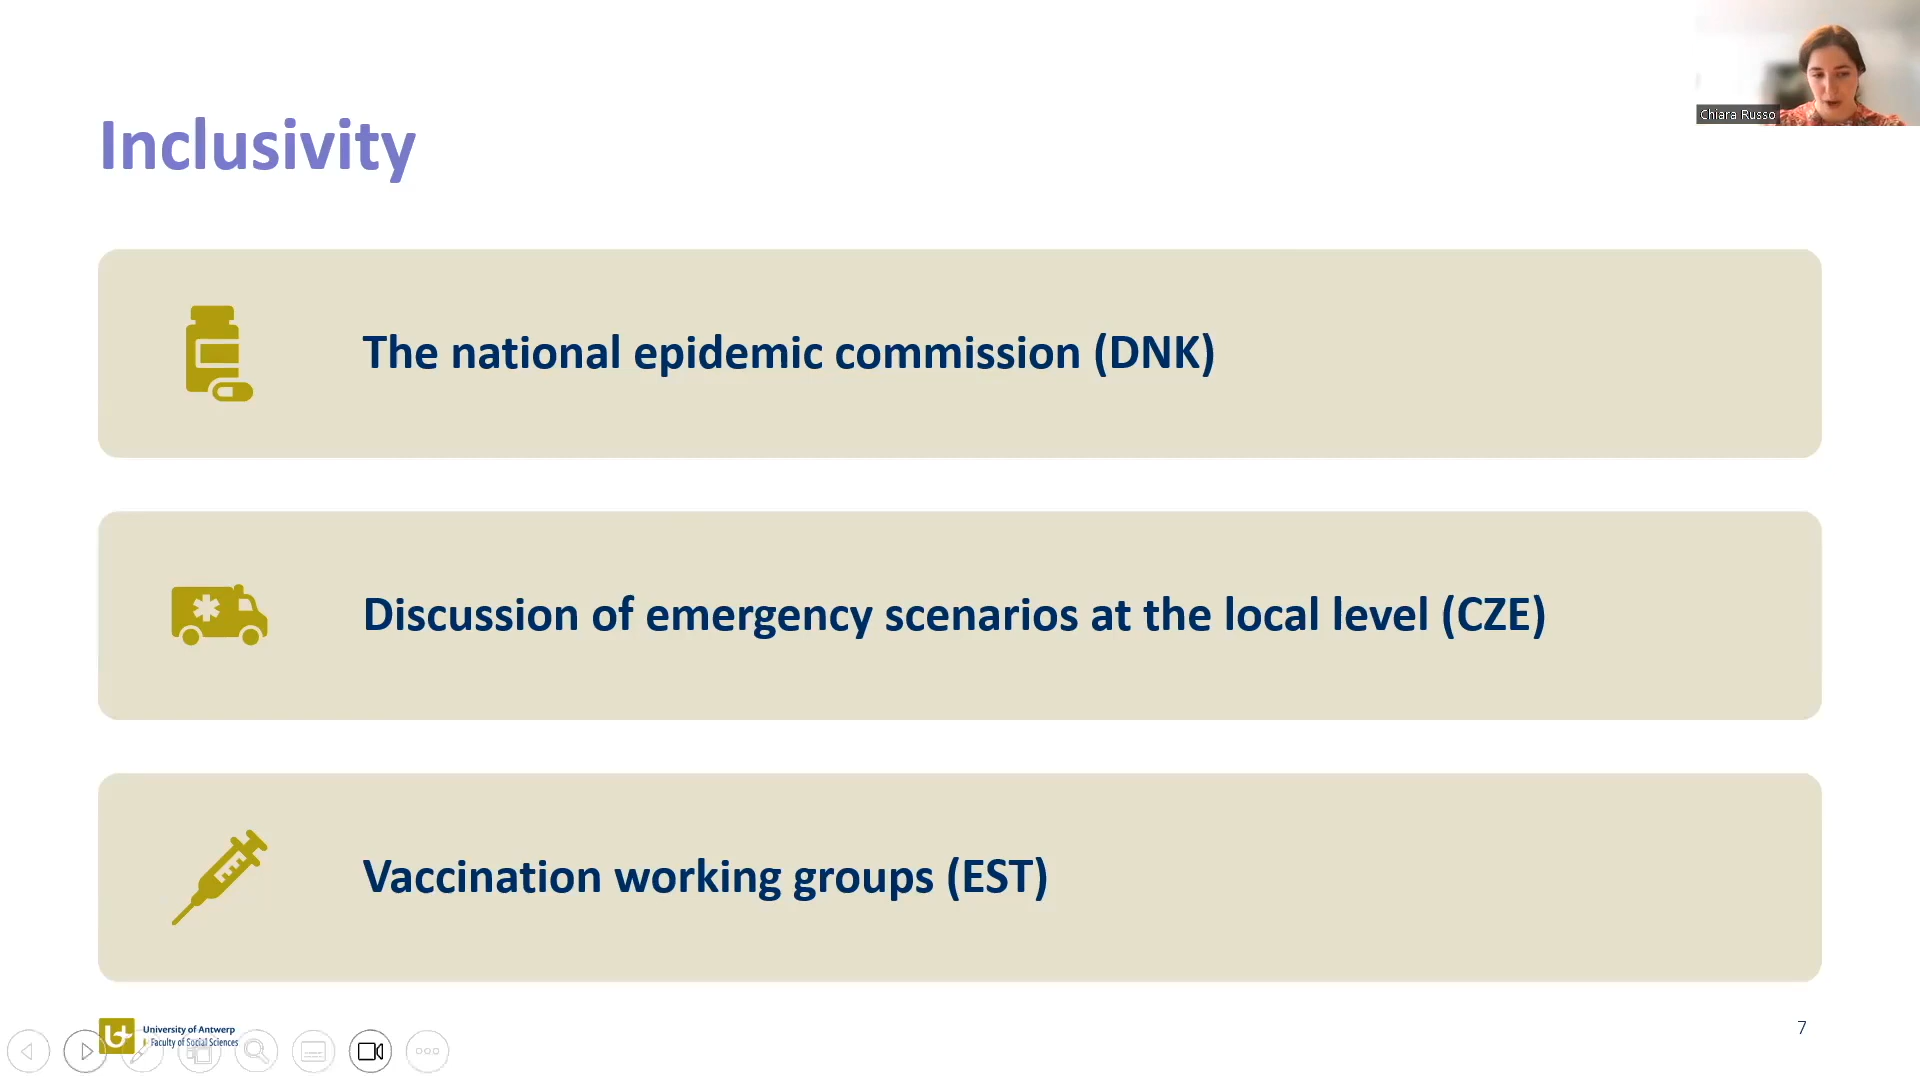 Chiara Russo
Inclusivity
The national epidemic commission (DNK)
Discussion of emergency scenarios at the local level (CZE)
Vaccination working groups (EST)
University of Antwerp
Faculty of Social Sciences
7